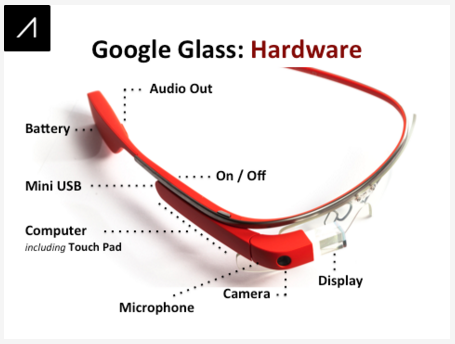 Google Glass: Hardware
Audio Out
Battery
On / Off
Mini USB
Computer
including Touch Pad
Display
Camera
Microphone